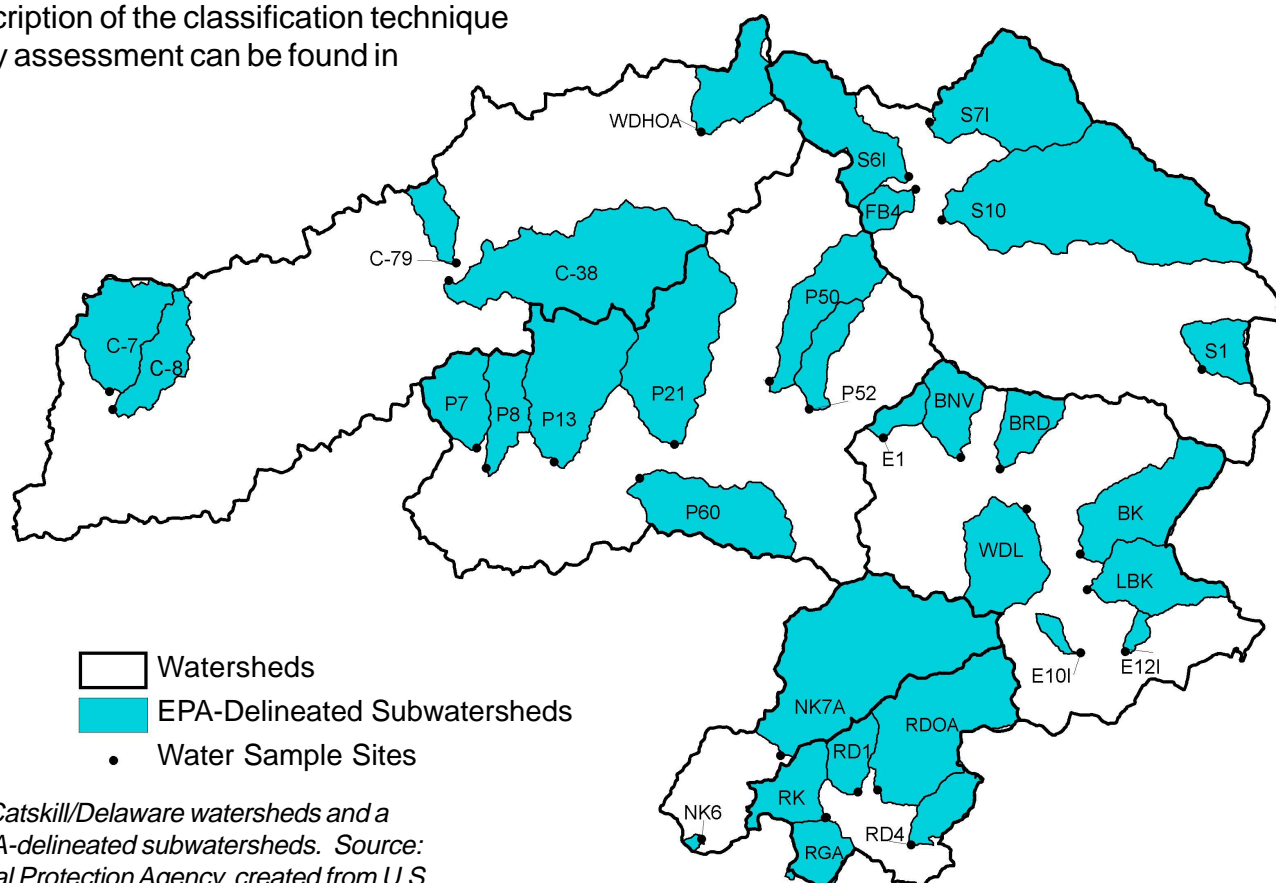 cription of the classification technique
y assessment can be found in
WDHOA
S7I
S6I
FB4
S10
C-79
C-38
P50
C-7
C-8
S1
P7
P8
P13
P21
P52
E1
BNV
BRD
P60
BK
WDL
LBK
E10I
E12I
Watersheds
EPA-Delineated Subwatersheds
Water Sample Sites
NK7A
RDOA
RD1
RK
NK6
RD4
RGA
Catskill/Delaware watersheds and a
A-delineated subwatersheds. Source:
al Protection Agency, created from U.S.